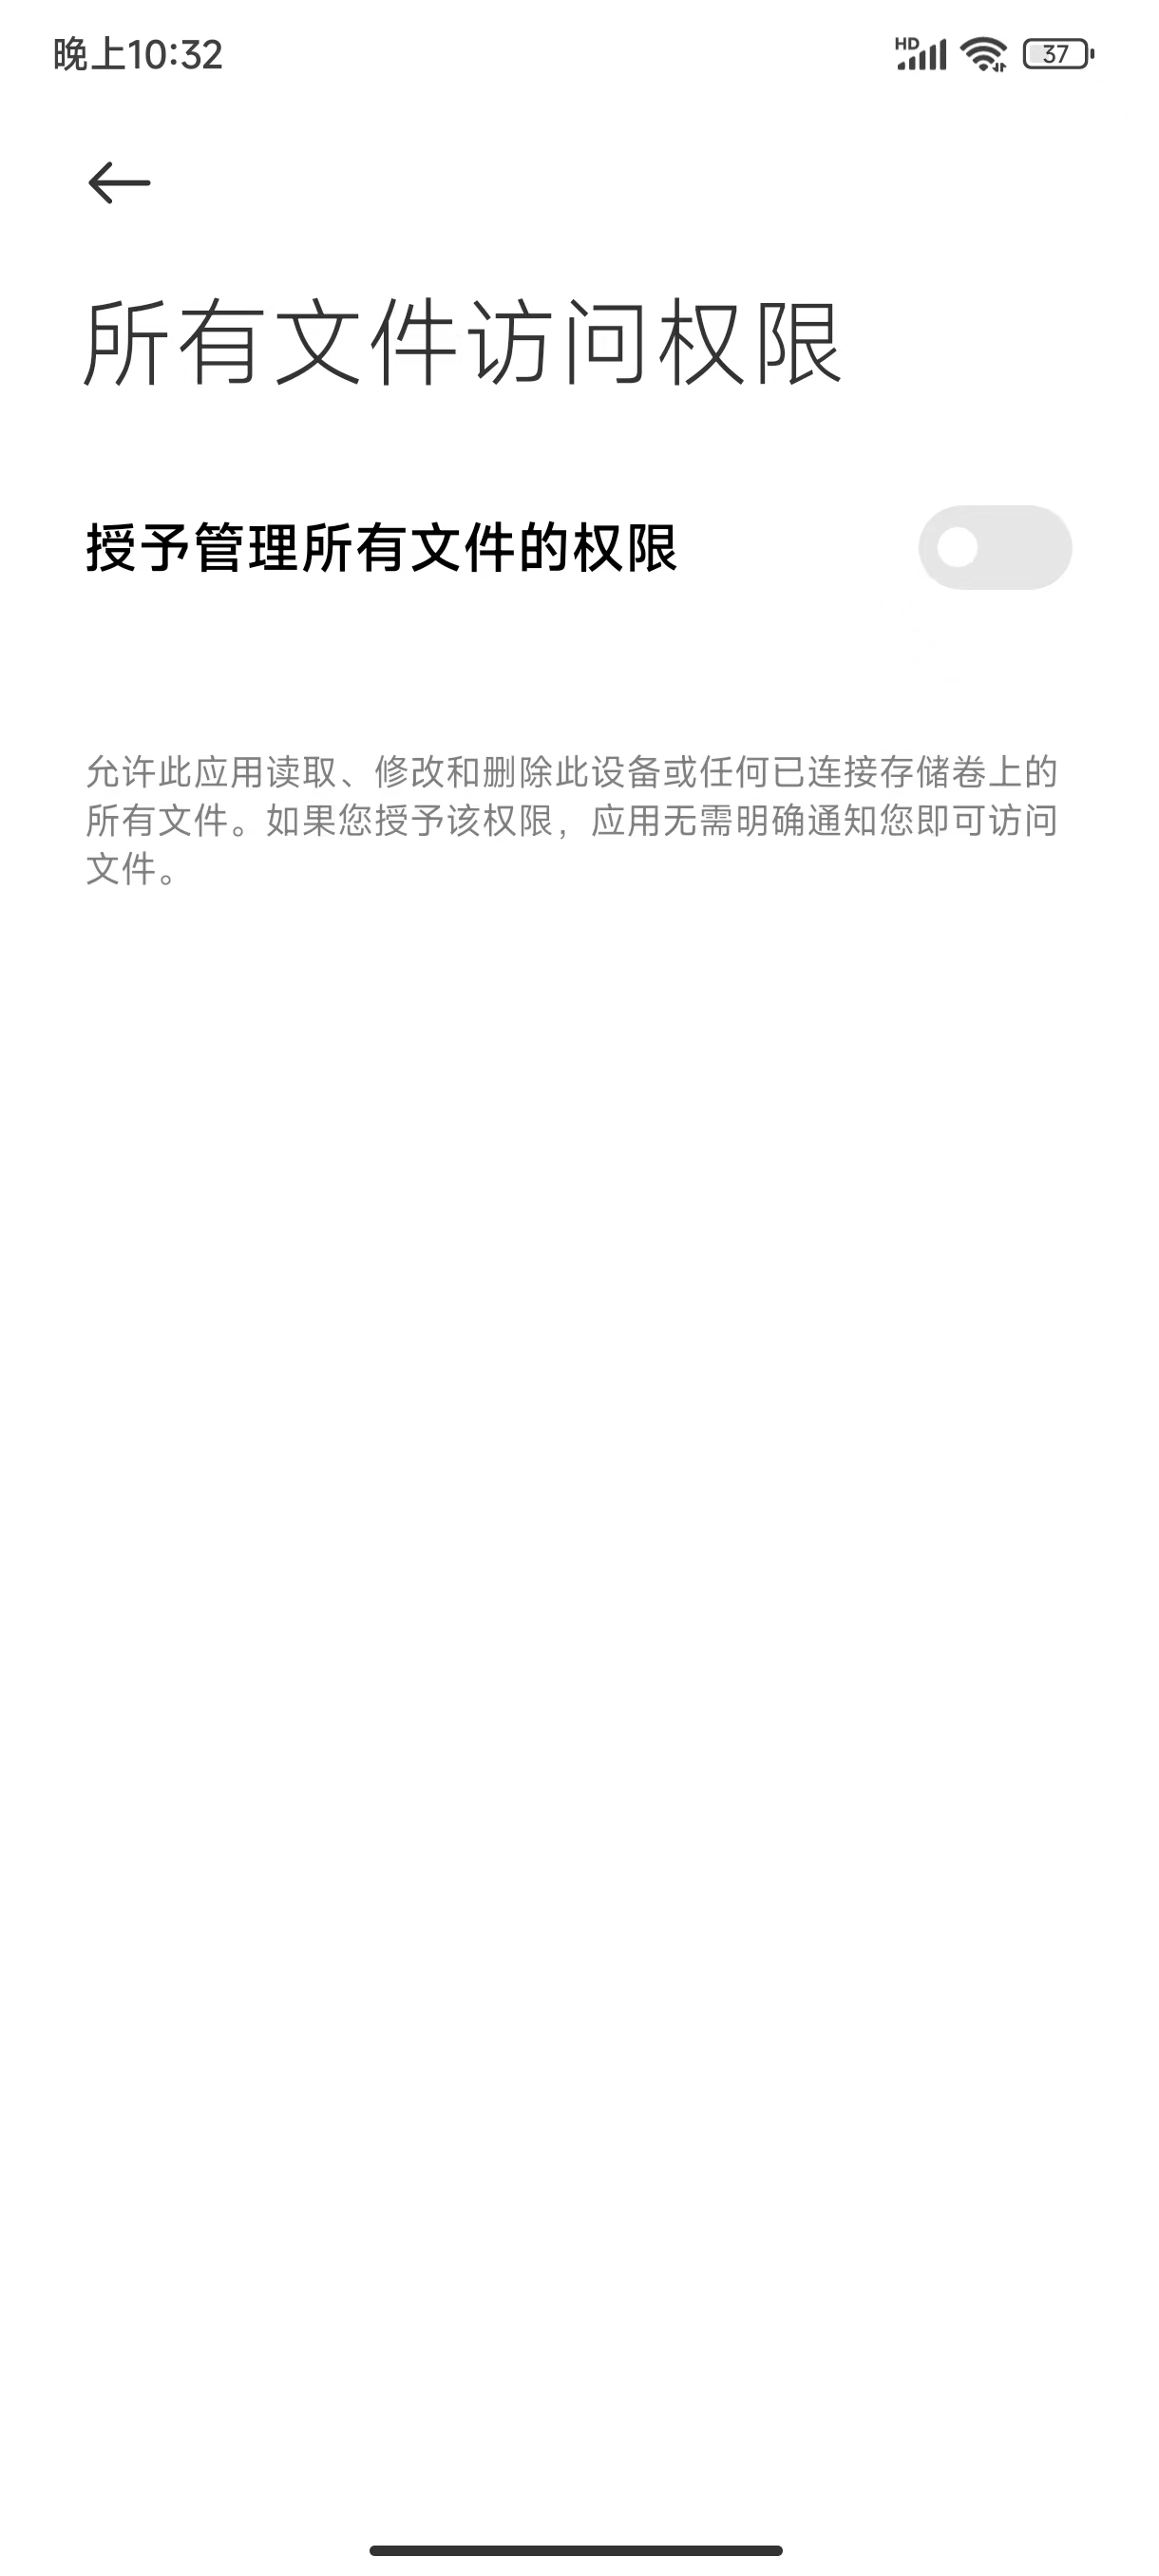 晚上10:32
HD
37
所有文件访问权限
授予管理所有文件的权限
允许此应用读取、修改和删除此设备或任何已连接存储卷上的
所有文件。如果您授予该权限，应用无需明确通知您即可访问
文件。